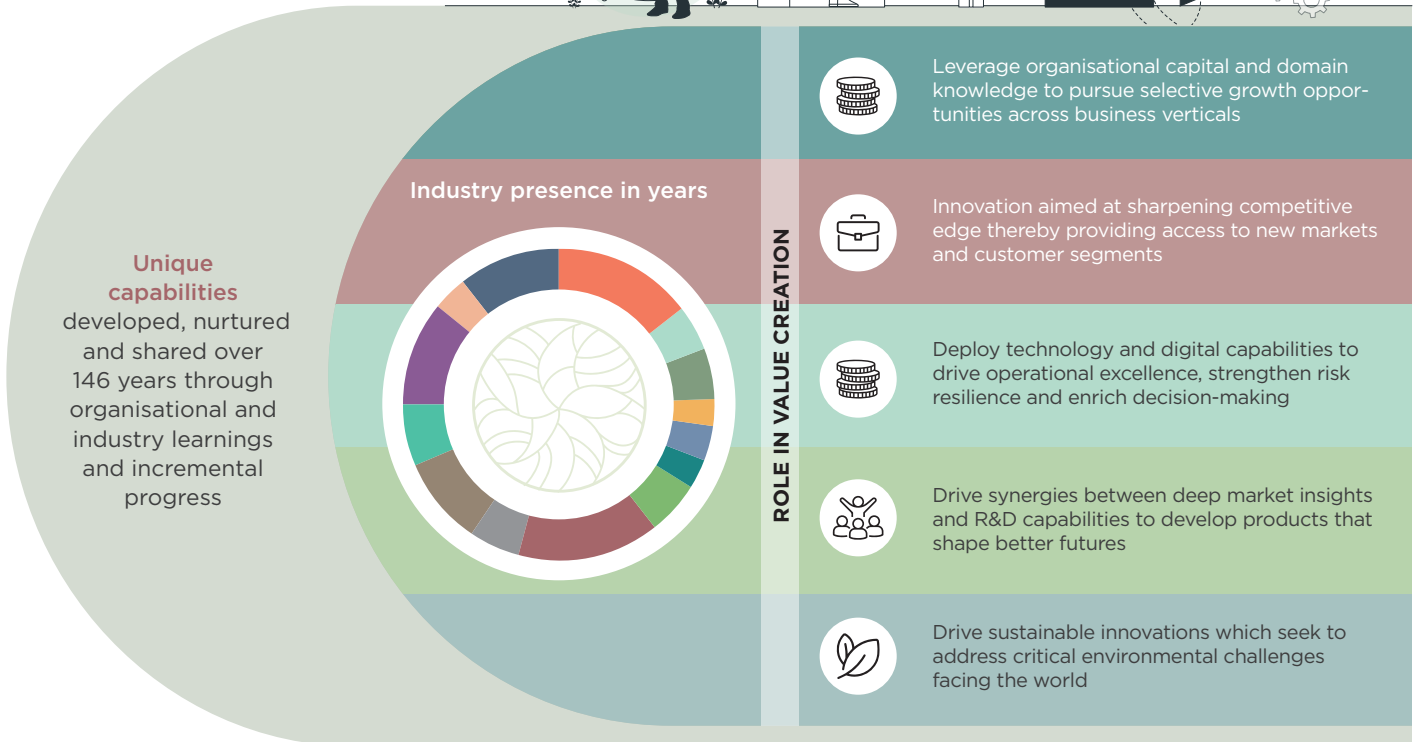 Unique
capabilities
developed, nurtured
and shared over
146 years through
organisational and
industry learnings
and incremental
progress
Industry presence in years
ROLE IN VALUE CREATION
Leverage organisational capital and domain
knowledge to pursue selective growth oppor-
tunities across business verticals
Innovation aimed at sharpening competitive
edge thereby providing access to new markets
and customer segments
Deploy technology and digital capabilities to
drive operational excellence, strengthen risk
resilience and enrich decision-making
Drive synergies between deep market insights
and R&D capabilities to develop products that
shape better futures
Drive sustainable innovations which seek to
address critical environmental challenges
facing the world